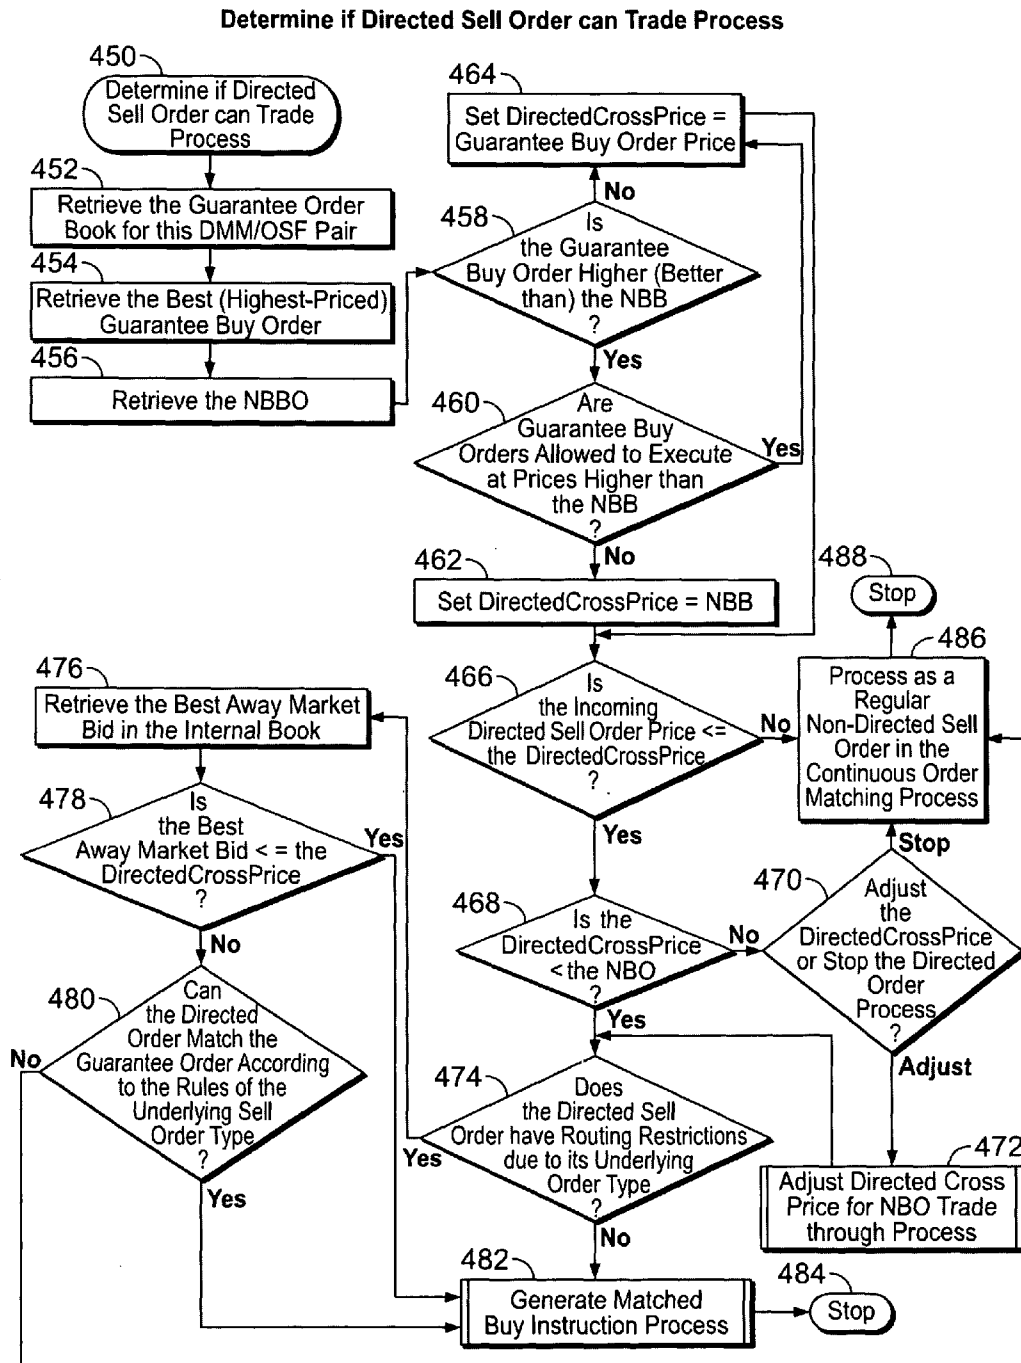 Determine if Directed Sell Order can Trade Process
450
Determine if Directed
Sell Order can Trade
Process
452
Retrieve the Guarantee Order
Book for this DMM/OSF Pair
454
Retrieve the Best (Highest-Priced)
Guarantee Buy Order
456
Retrieve the NBBO
464
Set DirectedCrossPrice =
Guarantee Buy Order Price
No
458
Is
the Guarantee
Buy Order Higher (Better
than) the NBB
?
Yes
460
Are
Guarantee Buy
Orders Allowed to Execute
at Prices Higher than
the NBB
?
Yes
No
462
Set DirectedCrossPrice = NBB
488
Stop
486
Process as a
Regular
Non-Directed Sell
Order in the
Continuous Order
Matching Process
466
Is
the Incoming
Directed Sell Order Price <=
the DirectedCrossPrice
?
No
Yes
476
Retrieve the Best Away Market
Bid in the Internal Book
478
Is
the Best
Away Market Bid < = the
DirectedCrossPrice
?
Yes
No
468
Is the
DirectedCrossPrice
< the NBO
?
No
Yes
Stop
470
Adjust
the
DirectedCrossPrice
or Stop the Directed
Order
Process
?
Adjust
480
Can
the Directed
Order Match the
Guarantee Order According
to the Rules of the
Underlying Sell
Order Type
?
No
Yes
474
Does
the Directed Sell
Order have Routing Restrictions
due to its Underlying
Order Type
?
Yes
No
472
Adjust Directed Cross
Price for NBO Trade
through Process
482
Generate Matched
Buy Instruction Process
484
Stop